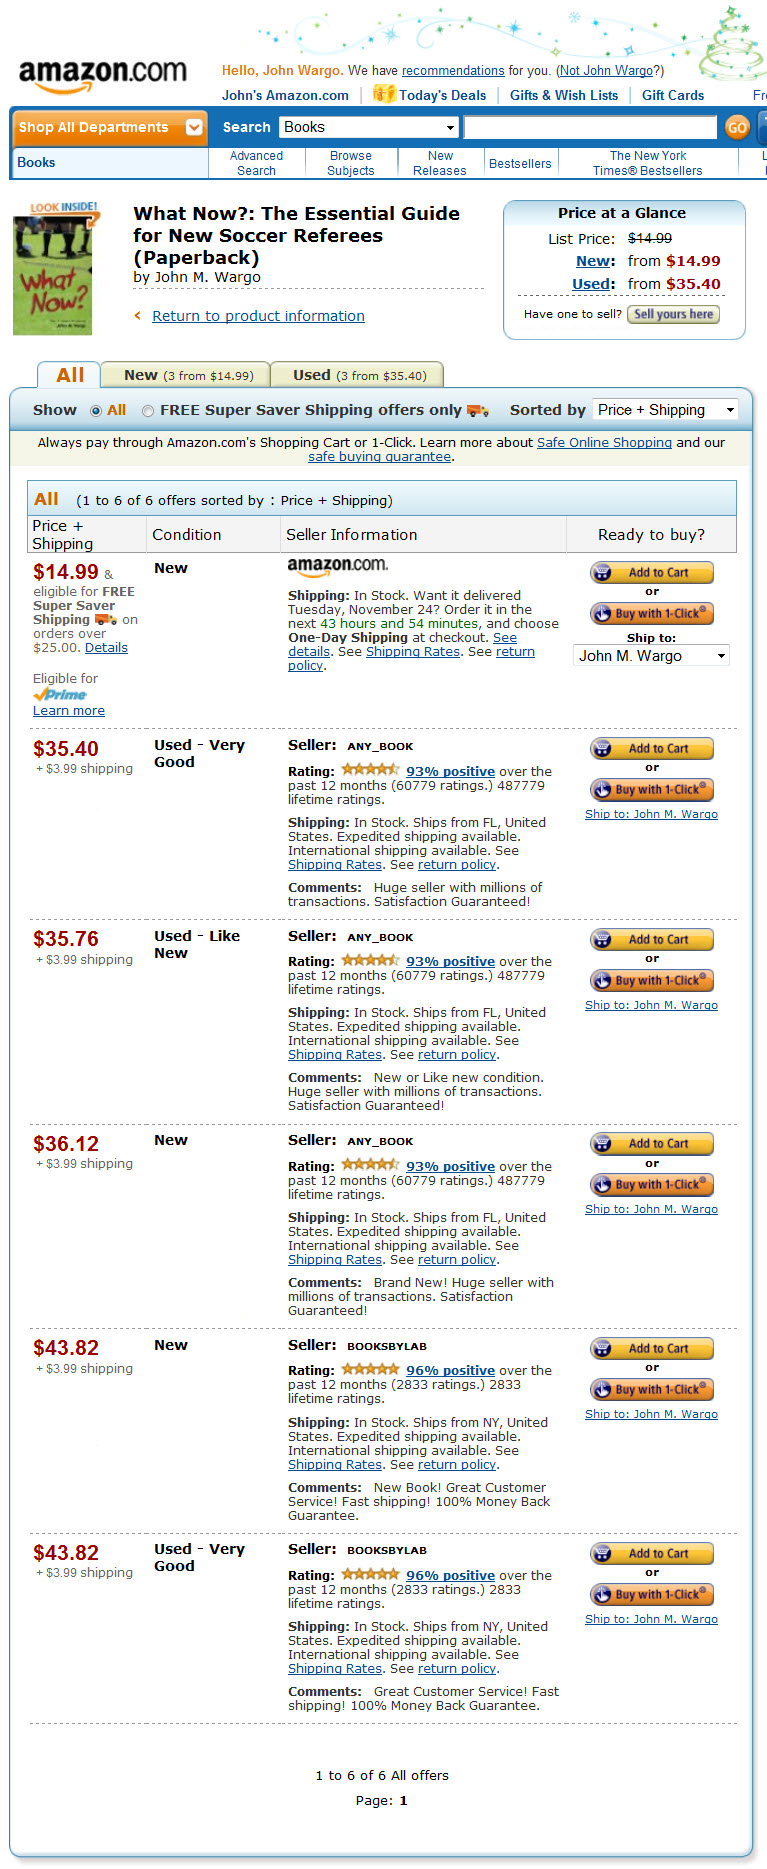 amazon.com
Hello, John Wargo. We have recommendations for you. (Not John Wargo?)
John's Amazon.com Today's Deals Gifts & Wish Lists Gift Cards
Shop All Departments Search Books GO
Books Advanced Search Browse Subjects New Releases Bestsellers The New York Times® Bestsellers
LOOK INSIDE!
What Now?
What Now?: The Essential Guide
for New Soccer Referees
(Paperback)
by John M. Wargo
‹ Return to product information
Price at a Glance
List Price: $14.99
New: from $14.99
Used: from $35.40
Have one to sell? Sell yours here
All New (3 from $14.99) Used (3 from $35.40)
Show All FREE Super Saver Shipping offers only Sorted by Price + Shipping
Always pay through Amazon.com's Shopping Cart or 1-Click. Learn more about Safe Online Shopping and our
safe buying guarantee.
All (1 to 6 of 6 offers sorted by : Price + Shipping)
Price +
Shipping Condition Seller Information Ready to buy?
$14.99 &
eligible for FREE
Super Saver
Shipping on
orders over
$25.00. Details
Eligible for
Prime
Learn more
New
amazon.com.
Shipping: In Stock. Want it delivered
Tuesday, November 24? Order it in the
next 43 hours and 54 minutes, and choose
One-Day Shipping at checkout. See
details. See Shipping Rates. See return
policy.
Add to Cart
or
Buy with 1-Click®
Ship to:
John M. Wargo
$35.40
+ $3.99 shipping
Used - Very
Good
Seller: ANY_BOOK
Rating: 93% positive over the
past 12 months (60779 ratings.) 487779
lifetime ratings.
Shipping: In Stock. Ships from FL, United
States. Expedited shipping available.
International shipping available. See
Shipping Rates. See return policy.
Comments: Huge seller with millions of
transactions. Satisfaction Guaranteed!
Add to Cart
or
Buy with 1-Click®
Ship to: John M. Wargo
$35.76
+ $3.99 shipping
Used - Like
New
Seller: ANY_BOOK
Rating: 93% positive over the
past 12 months (60779 ratings.) 487779
lifetime ratings.
Shipping: In Stock. Ships from FL, United
States. Expedited shipping available.
International shipping available. See
Shipping Rates. See return policy.
Comments: New or Like new condition.
Huge seller with millions of transactions.
Satisfaction Guaranteed!
Add to Cart
or
Buy with 1-Click®
Ship to: John M. Wargo
$36.12
+ $3.99 shipping
New
Seller: ANY_BOOK
Rating: 93% positive over the
past 12 months (60779 ratings.) 487779
lifetime ratings.
Shipping: In Stock. Ships from FL, United
States. Expedited shipping available.
International shipping available. See
Shipping Rates. See return policy.
Comments: Brand New! Huge seller with
millions of transactions. Satisfaction
Guaranteed!
Add to Cart
or
Buy with 1-Click®
Ship to: John M. Wargo
$43.82
+ $3.99 shipping
New
Seller: BOOKSBYLAB
Rating: 96% positive over the
past 12 months (2833 ratings.) 2833
lifetime ratings.
Shipping: In Stock. Ships from NY, United
States. Expedited shipping available.
International shipping available. See
Shipping Rates. See return policy.
Comments: New Book! Great Customer
Service! Fast shipping! 100% Money Back
Guarantee.
Add to Cart
or
Buy with 1-Click®
Ship to: John M. Wargo
$43.82
+ $3.99 shipping
Used - Very
Good
Seller: BOOKSBYLAB
Rating: 96% positive over the
past 12 months (2833 ratings.) 2833
lifetime ratings.
Shipping: In Stock. Ships from NY, United
States. Expedited shipping available.
International shipping available. See
Shipping Rates. See return policy.
Comments: Great Customer Service! Fast
shipping! 100% Money Back Guarantee.
Add to Cart
or
Buy with 1-Click®
Ship to: John M. Wargo
1 to 6 of 6 All offers
Page: 1